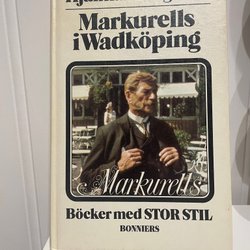 Markurells
i Wadköping
Markurells
Böcker med STOR STIL
BONNIERS